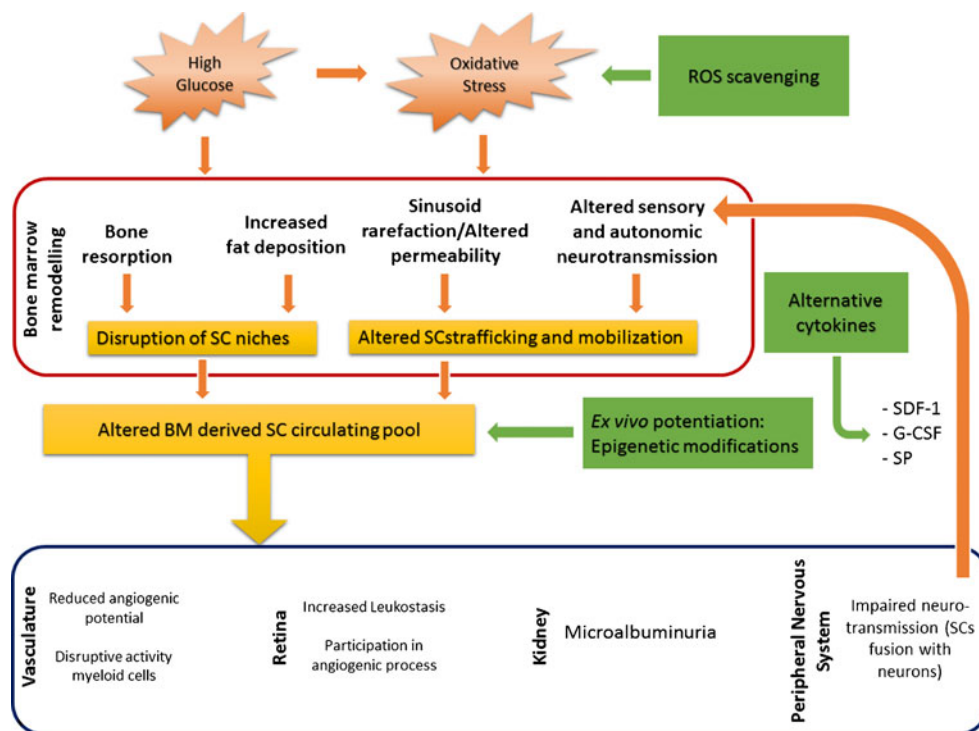 High
Glucose
Oxidative
Stress
ROS scavenging
Bone marrow
remodelling
Bone
resorption
Increased
fat deposition
Sinusoid
rarefaction/Altered
permeability
Altered sensory
and autonomic
neurotransmission
Disruption of SC niches
Altered SCstrafficking and mobilization
Alternative
cytokines
- SDF-1
- G-CSF
- SP
Altered BM derived SC circulating pool
Ex vivo potentiation:
Epigenetic modifications
Vasculature
Reduced angiogenic
potential
Disruptive activity
myeloid cells
Retina
Increased Leukostasis
Participation in
angiogenic process
Kidney
Microalbuminuria
Peripheral Nervous
System
Impaired neuro-
transmission (SCs
fusion with
neurons)